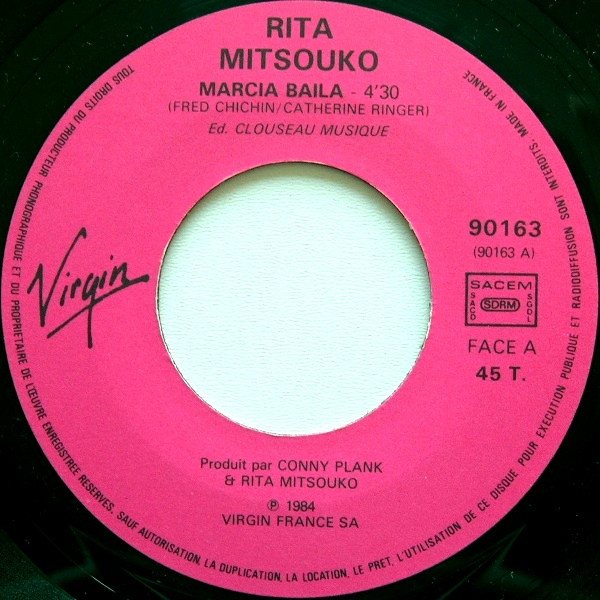 RITA
MITSOUKO
MARCIA BAILA - 4'30
(FRED CHICHIN/CATHERINE RINGER)
Ed. CLOUSEAU MUSIQUE
Virgin
90163
(90163 A)
SACEM
SACD
SDRM
SGDL
FACE A
45 T.
Produit par CONNY PLANK
& RITA MITSOUKO
℗ 1984
VIRGIN FRANCE SA
TOUS DROITS DU PRODUCTEUR PHONOGRAPHIQUE ET DU PROPRIETAIRE DE L'ŒUVRE ENREGISTREE RESERVES. SAUF AUTORISATION, LA DUPLICATION, LA LOCATION, LE PRET, L'UTILISATION DE CE DISQUE POUR EXECUTION PUBLIQUE ET RADIODIFFUSION SONT INTERDITS. MADE IN FRANCE